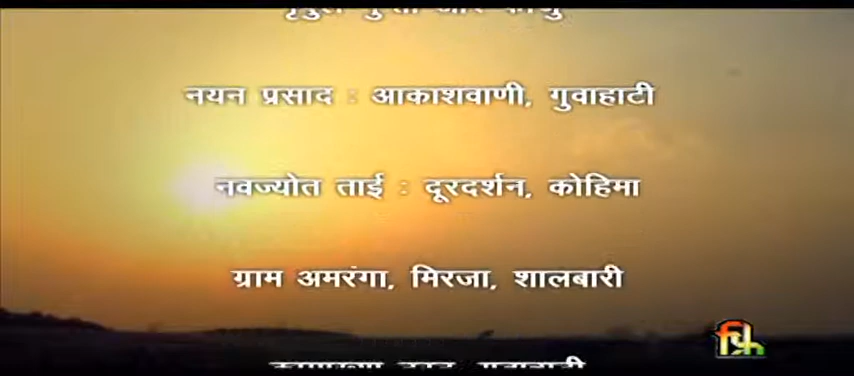 नयन प्रसाद : आकाशवाणी, गुवाहाटी
नवज्योत ताई : दूरदर्शन, कोहिमा
ग्राम अमरंगा, मिरजा, शालबारी